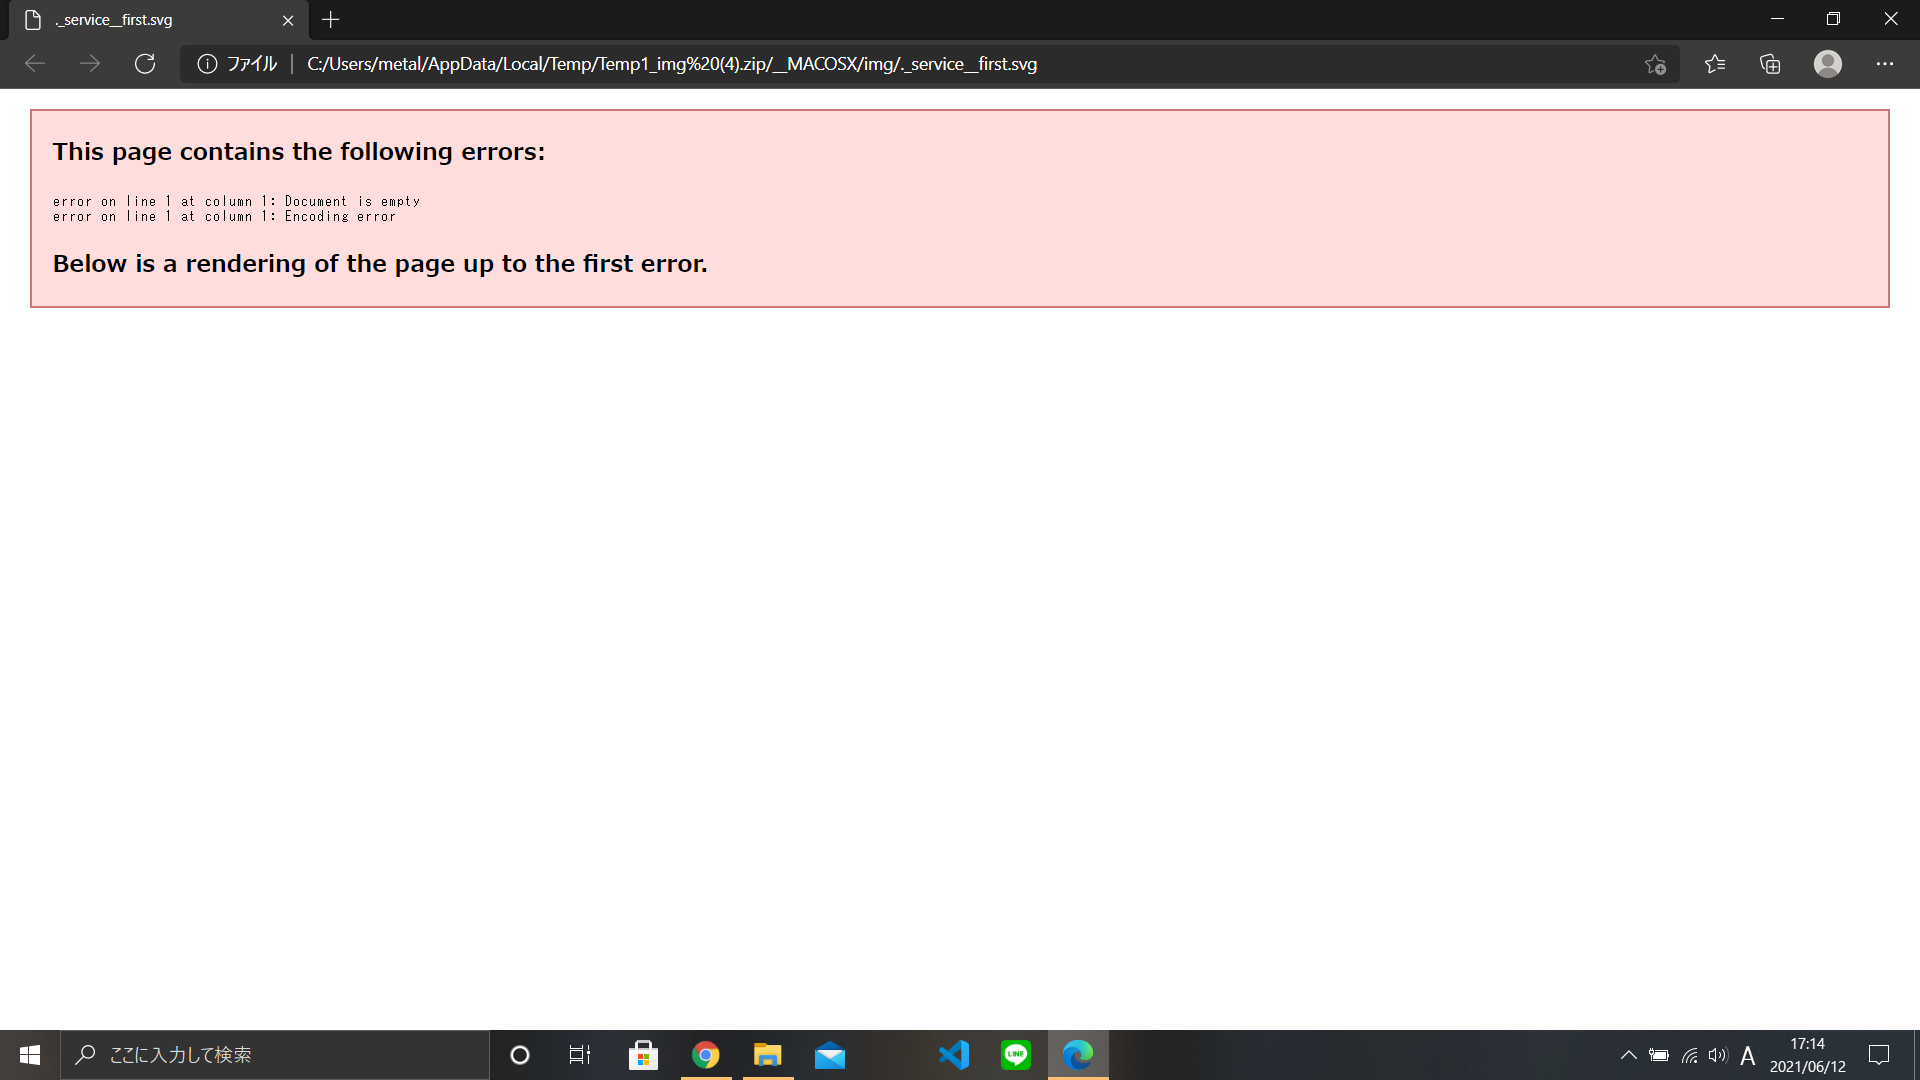 ._service__first.svg
ファイル
C:/Users/metal/AppData/Local/Temp/Temp1_img%20(4).zip/__MACOSX/img/._service__first.svg
This page contains the following errors:
error on line 1 at column 1: Document is empty
error on line 1 at column 1: Encoding error
Below is a rendering of the page up to the first error.
ここに入力して検索
LINE
A
17:14
2021/06/12